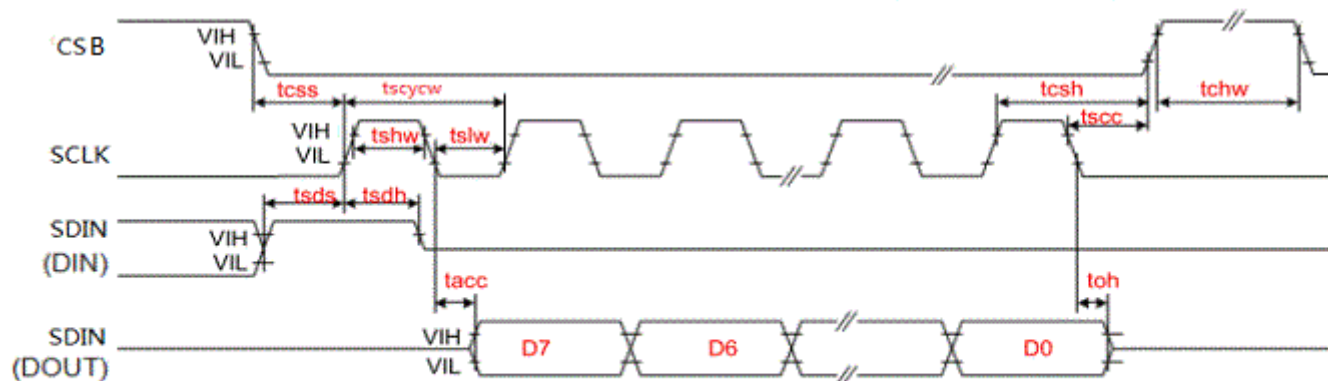 CSB
VIH
VIL
tcss
tscycw
tcsh
tchw
tscc
SCLK
VIH
VIL
tshw
tslw
tsds
tsdh
SDIN
(DIN)
VIH
VIL
tacc
toh
SDIN
(DOUT)
VIH
VIL
D7
D6
D0